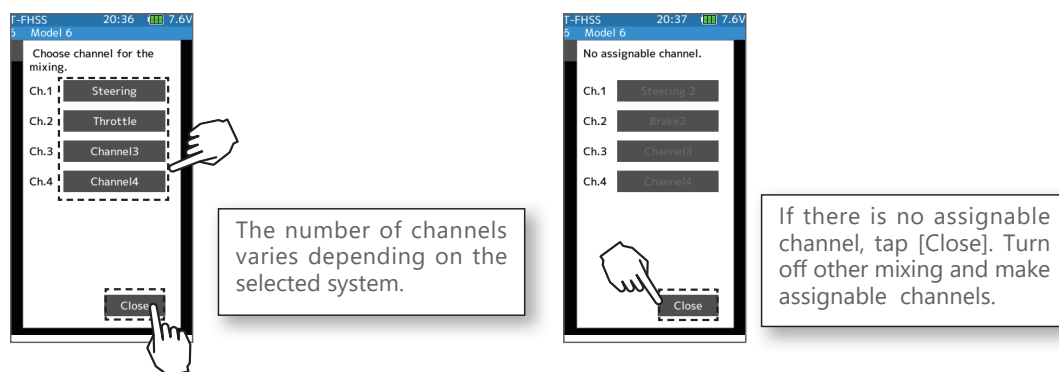 T-FHSS 20:36 7.6V
6 Model 6
Choose channel for the
mixing.
Ch.1 Steering
Ch.2 Throttle
Ch.3 Channel3
Ch.4 Channel4
Close
The number of channels
varies depending on the
selected system.
T-FHSS 20:37 7.6V
6 Model 6
No assignable channel.
Ch.1 Steering 2
Ch.2 Brake2
Ch.3 Channel3
Ch.4 Channel4
Close
If there is no assignable
channel, tap [Close]. Turn
off other mixing and make
assignable channels.